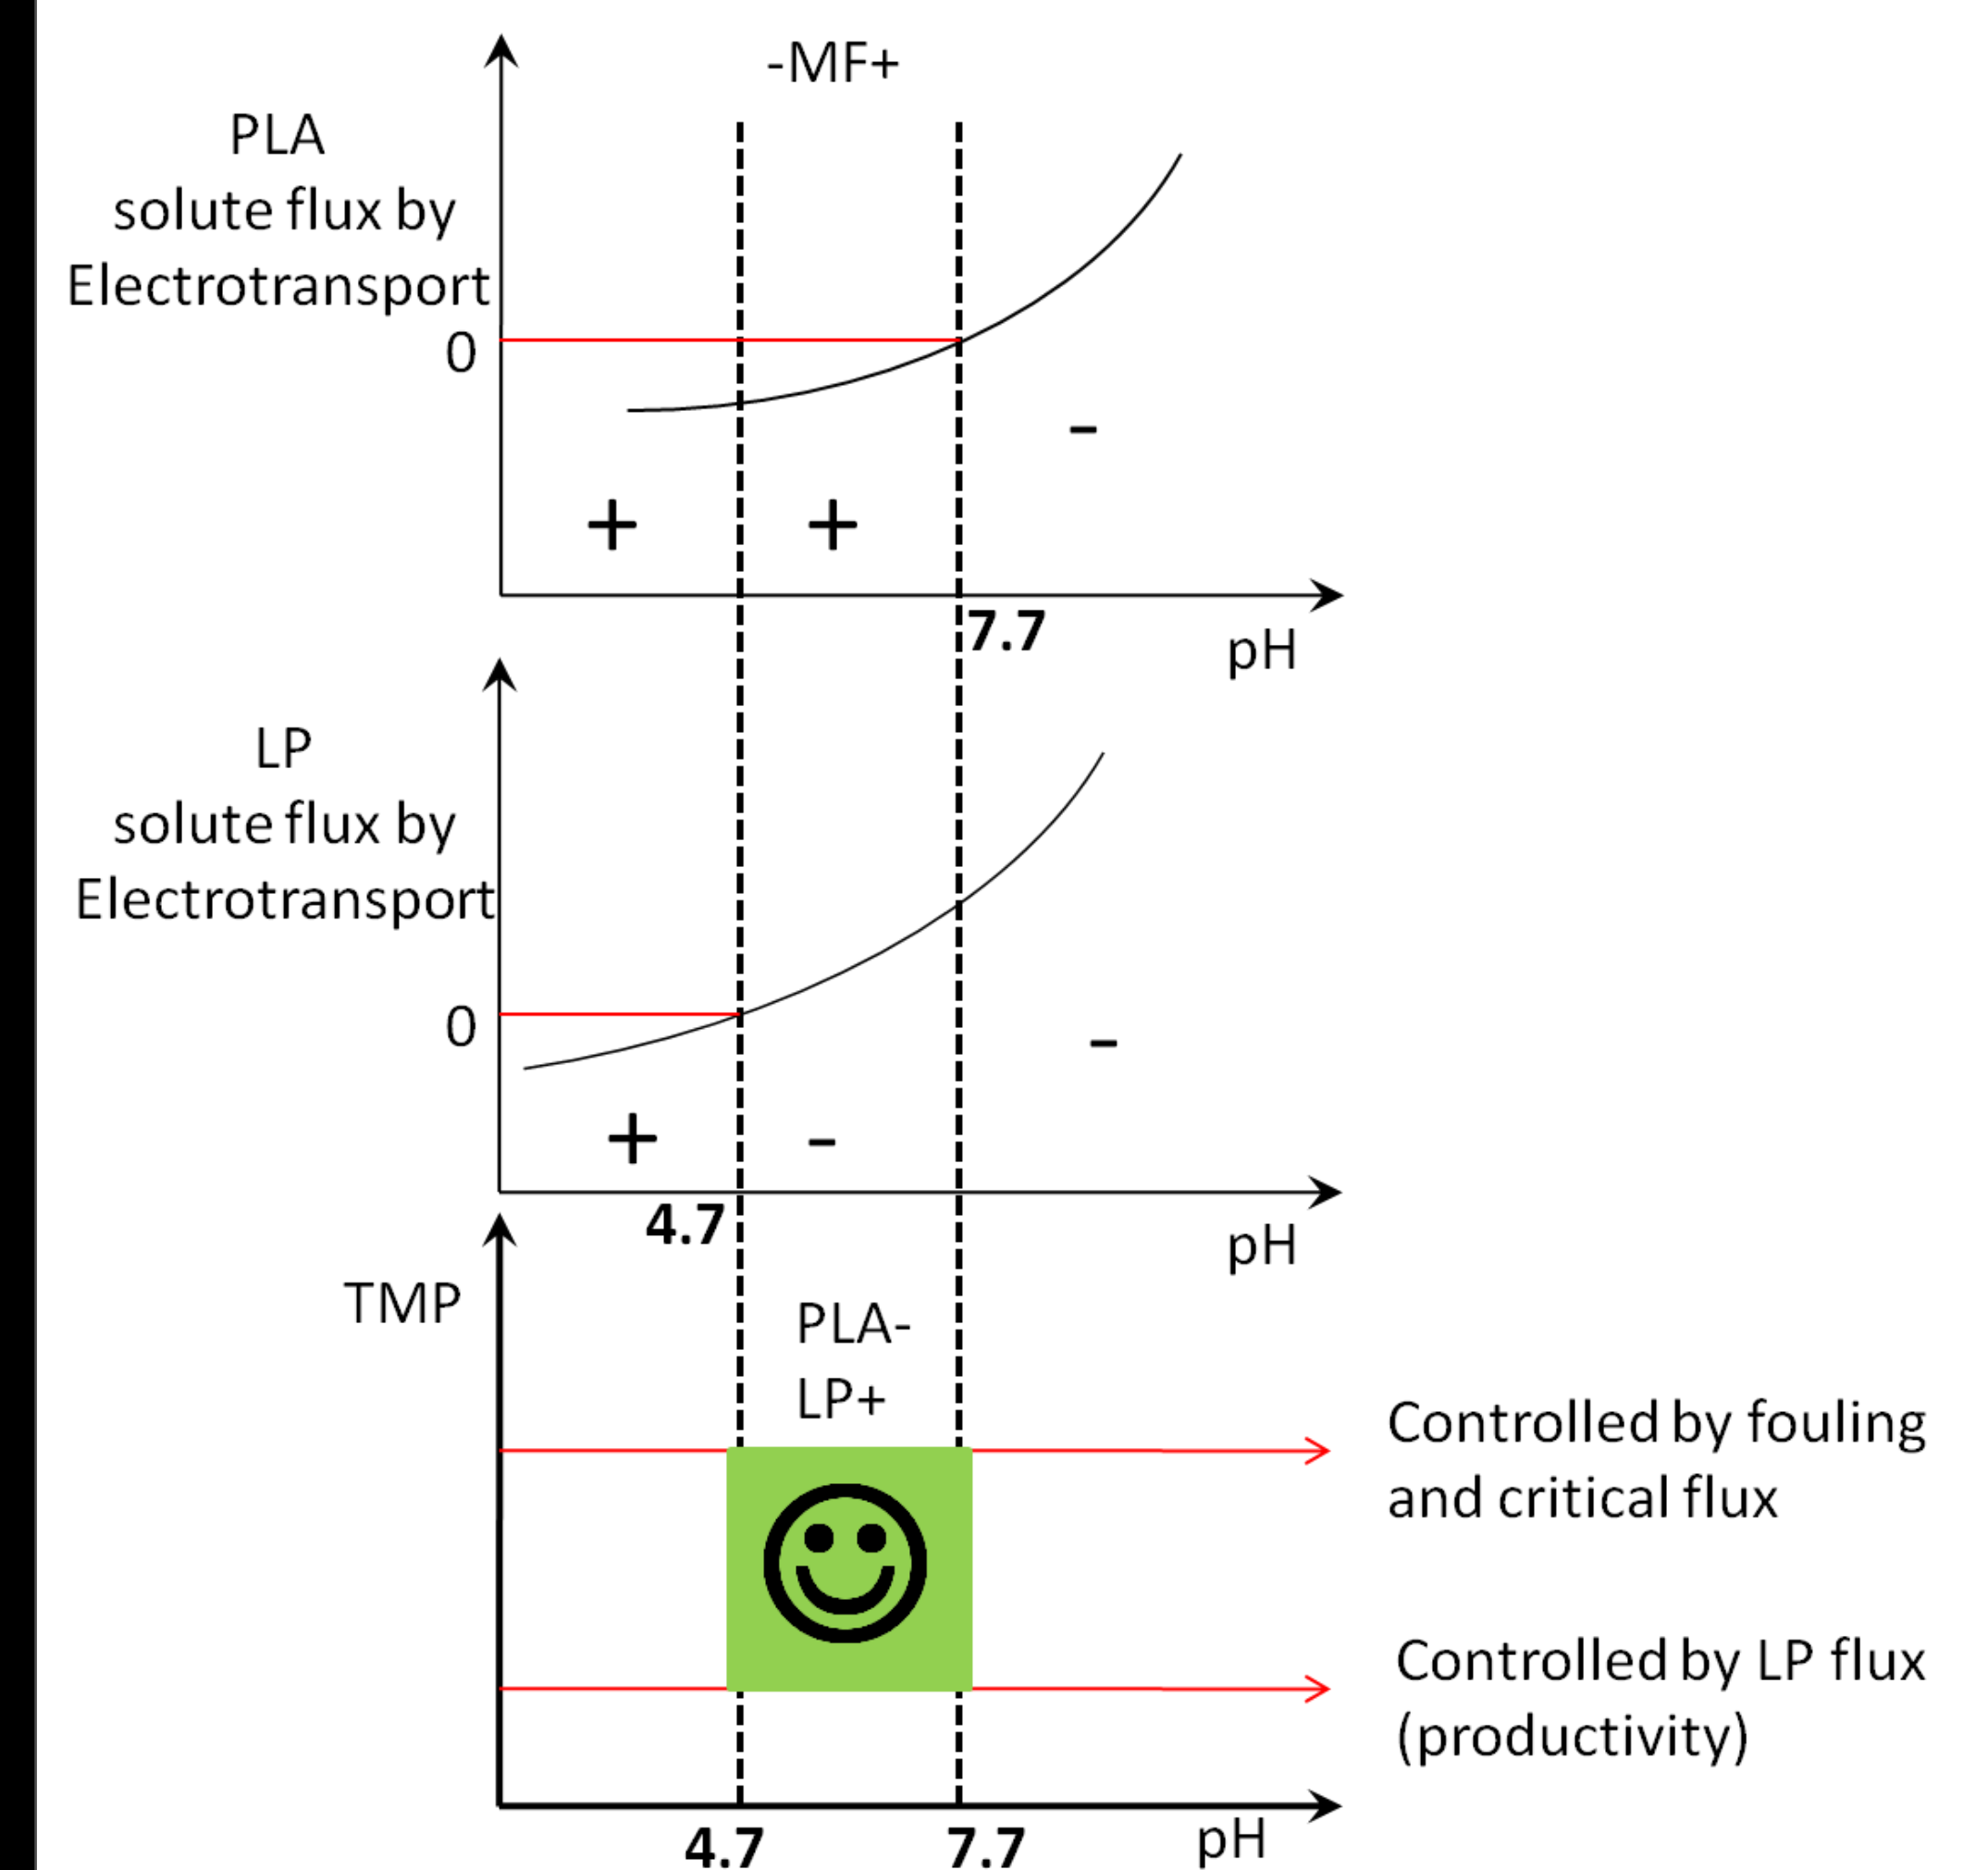 -MF+
PLA
solute flux by
Electrotransport
0
+
+
-
7.7
pH
LP
solute flux by
Electrotransport
0
+
-
-
4.7
pH
TMP
PLA-
LP+
Controlled by fouling
and critical flux
Controlled by LP flux
(productivity)
4.7
7.7
pH